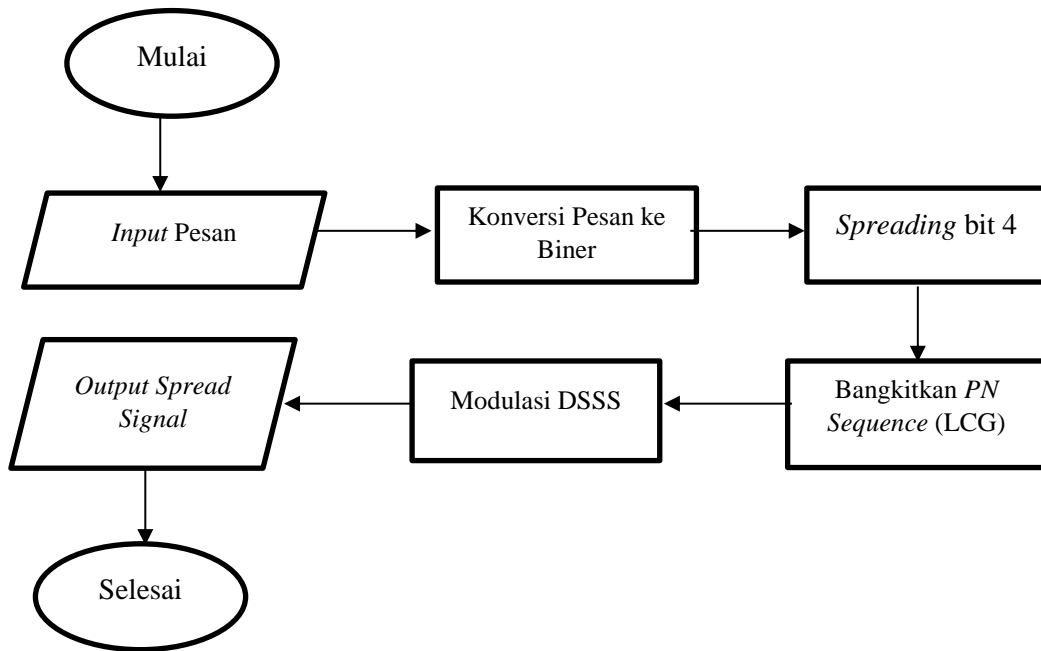 Mulai
Input Pesan
Konversi Pesan ke
Biner
Spreading bit 4
Bangkitkan PN
Sequence (LCG)
Modulasi DSSS
Output Spread
Signal
Selesai